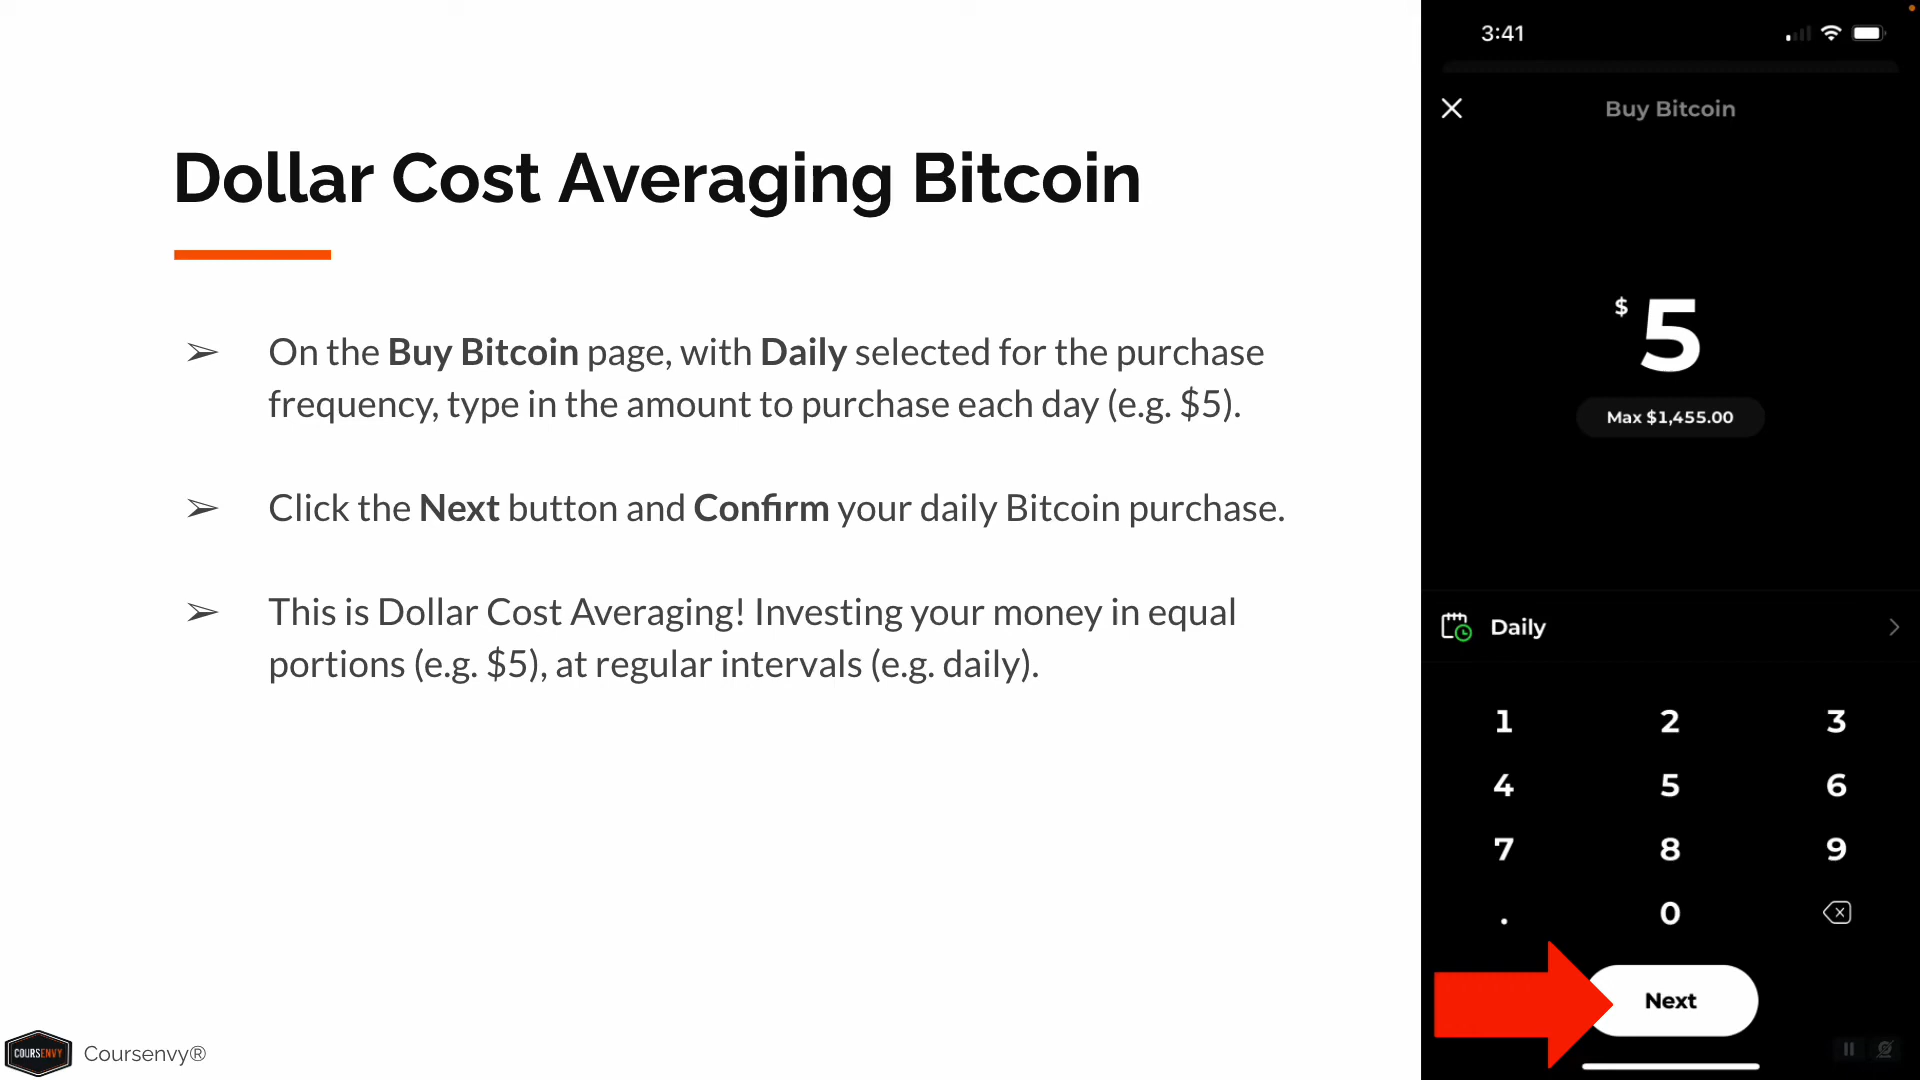 Dollar Cost Averaging Bitcoin
➢ On the Buy Bitcoin page, with Daily selected for the purchase
frequency, type in the amount to purchase each day (e.g. $5).
➢ Click the Next button and Confirm your daily Bitcoin purchase.
➢ This is Dollar Cost Averaging! Investing your money in equal
portions (e.g. $5), at regular intervals (e.g. daily).
COURSENVY
Coursenvy®
3:41
Buy Bitcoin
$5
Max $1,455.00
Daily
1 2 3
4 5 6
7 8 9
. 0
Next